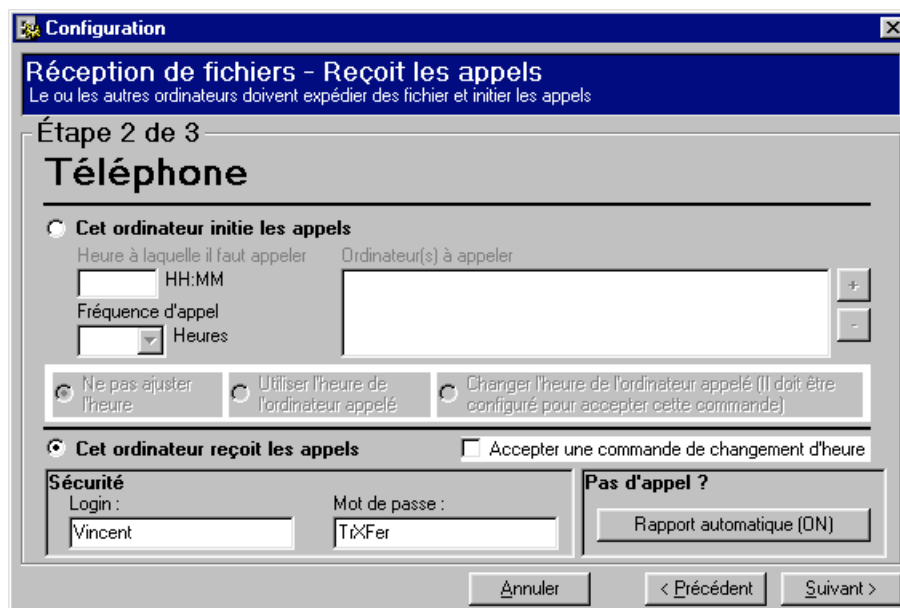 Configuration
Réception de fichiers - Reçoit les appels
Le ou les autres ordinateurs doivent expédier des fichier et initier les appels
Étape 2 de 3
Téléphone
Cet ordinateur initie les appels
Heure à laquelle il faut appeler
Ordinateur(s) à appeler
HH:MM
+
Fréquence d'appel
-
Heures
Ne pas ajuster
l'heure
Utiliser l'heure de
l'ordinateur appelé
Changer l'heure de l'ordinateur appelé (Il doit être
configuré pour accepter cette commande)
Cet ordinateur reçoit les appels
Accepter une commande de changement d'heure
Sécurité
Login :
Mot de passe :
Vincent
TrXFer
Pas d'appel ?
Rapport automatique (ON)
Annuler
< Précédent
Suivant >